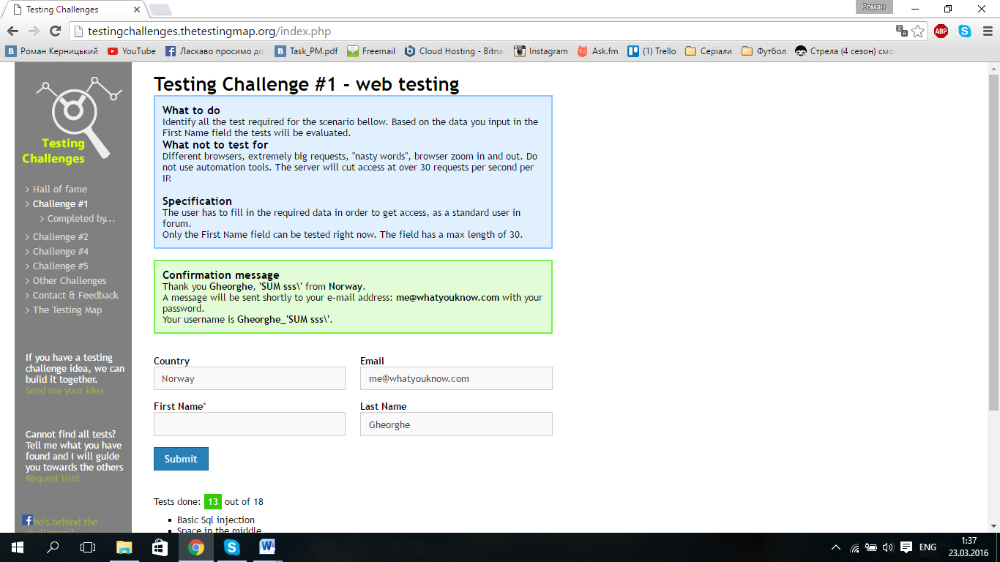 Testing Challenges
Роман
testingchallenges.thetestingmap.org/index.php
Роман Керницький
YouTube
Ласкаво просимо до
Task_PM.pdf
Freemail
Cloud Hosting - Bitna
Instagram
Ask.fm
(1) Trello
Серіали
Футбол
Стрела (4 сезон) смо
ABP
Testing
Challenges
Hall of fame
Challenge #1
Completed by...
Challenge #2
Challenge #4
Challenge #5
Other Challenges
Contact & Feedback
The Testing Map
If you have a testing
challenge idea, we can
build it together.
Send me your idea
Cannot find all tests?
Tell me what you have
found and I will guide
you towards the others
Request Hint
ho's behind the
challenges?
Testing Challenge #1 - web testing
What to do
Identify all the test required for the scenario bellow. Based on the data you input in the
First Name field the tests will be evaluated.
What not to test for
Different browsers, extremely big requests, "nasty words", browser zoom in and out. Do
not use automation tools. The server will cut access at over 30 requests per second per
IP.
Specification
The user has to fill in the required data in order to get access, as a standard user in
forum.
Only the First Name field can be tested right now. The field has a max length of 30.
Confirmation message
Thank you Gheorghe, 'SUM sss\' from Norway.
A message will be sent shortly to your e-mail address: me@whatyouknow.com with your
password.
Your username is Gheorghe_'SUM sss\'.
Country
Email
Norway
me@whatyouknow.com
First Name*
Last Name
Gheorghe
Submit
Tests done: 13 out of 18
Basic Sql injection
Space in the middle
ENG
1:37
23.03.2016